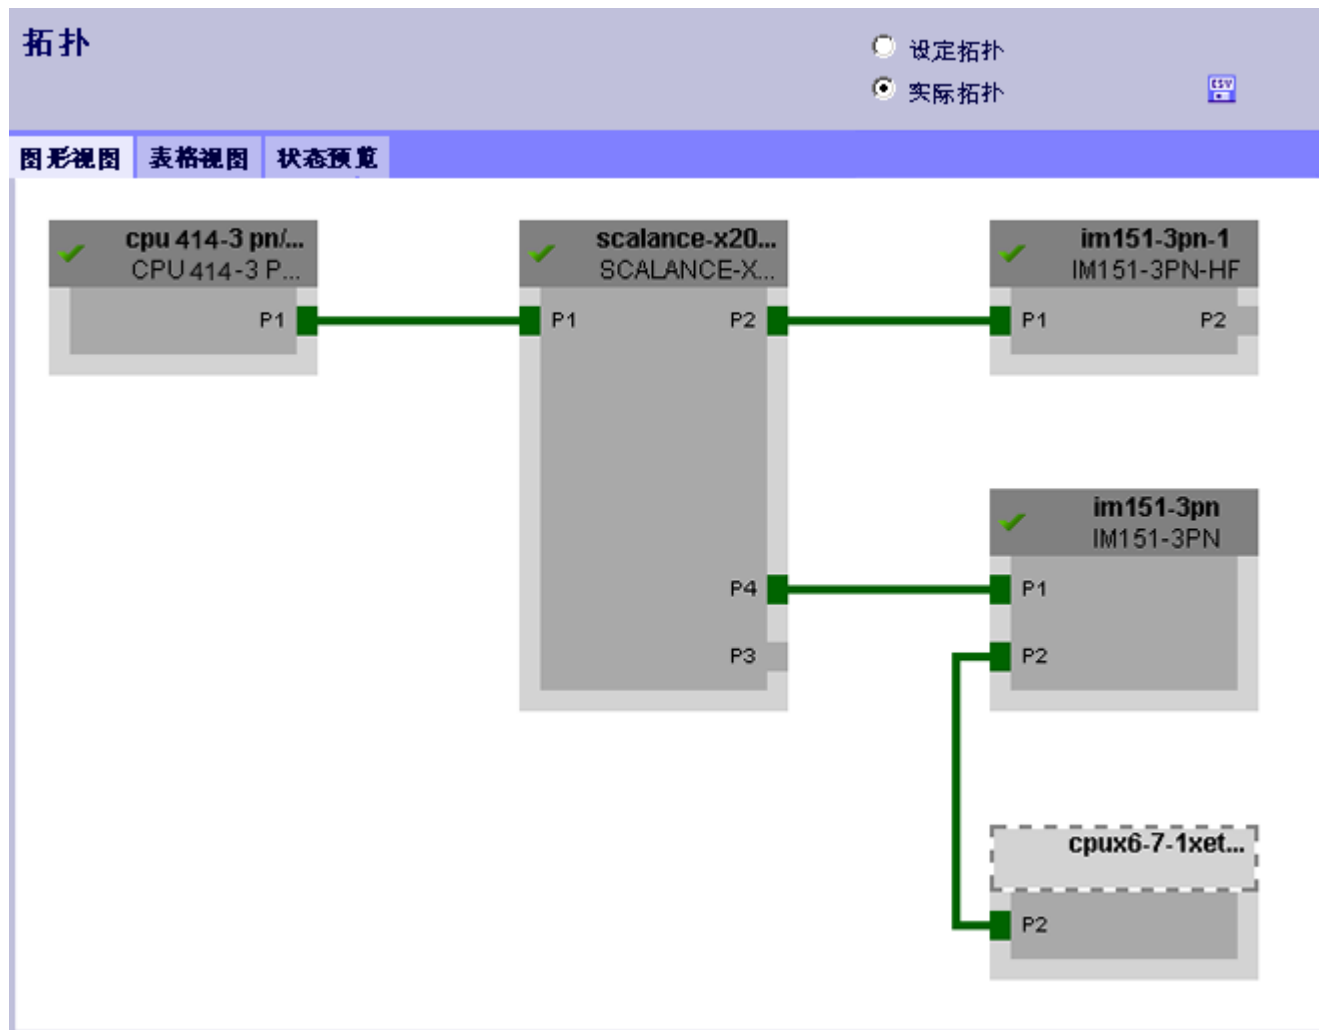 拓扑
设定拓扑
实际拓扑
CSV
图形视图 表格视图 状态预览
cpu 414-3 pn/...
CPU 414-3 P...
P1
scalance-x20...
SCALANCE-X...
P1 P2
P4
P3
im151-3pn-1
IM151-3PN-HF
P1 P2
im151-3pn
IM151-3PN
P1
P2
cpux6-7-1xet...
P2